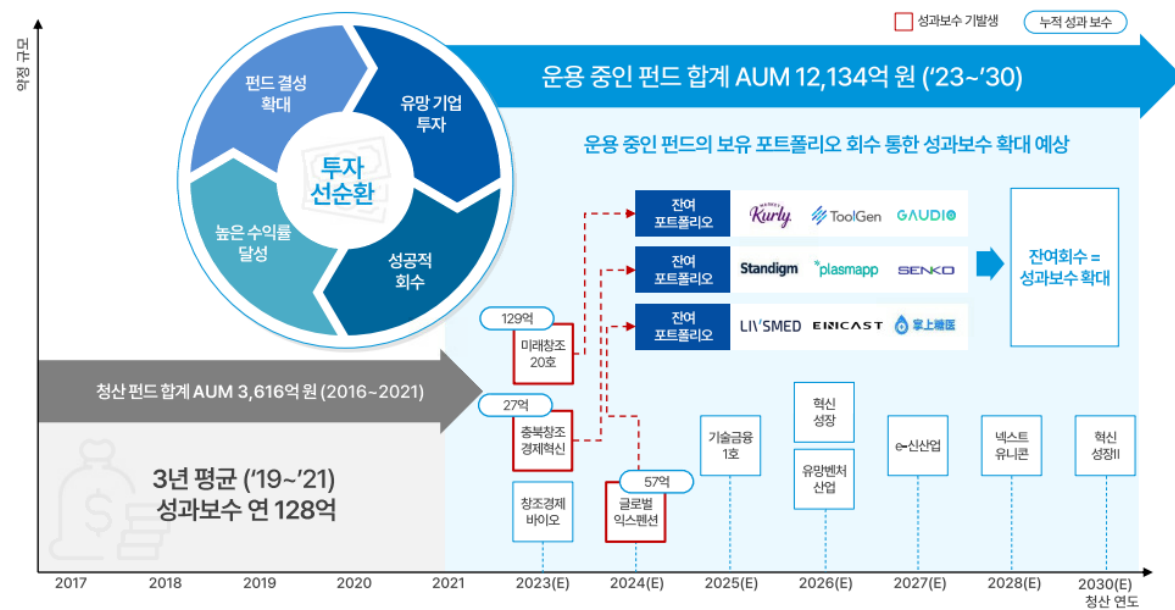 성과보수 기발생
누적 성과 보수
약정 규모
운용 중인 펀드 합계 AUM 12,134억 원 (‘23~’30)
펀드 결성
확대
유망 기업
투자
투자
선순환
높은 수익률
달성
성공적
회수
운용 중인 펀드의 보유 포트폴리오 회수 통한 성과보수 확대 예상
잔여
포트폴리오
MARKET
Kurly
ToolGen
GAUDIO
잔여
포트폴리오
Standigm
plasmapp
SENKO
잔여
포트폴리오
LIV'SMED
EINICAST
掌上糖医
잔여회수 =
성과보수 확대
129억
미래창조
20호
청산 펀드 합계 AUM 3,616억 원 (2016~2021)
27억
충북창조
경제혁신
3년 평균 (‘19~’21)
성과보수 연 128억
창조경제
바이오
57억
글로벌
익스펜션
기술금융
1호
혁신
성장
유망벤처
산업
e-신산업
넥스트
유니콘
혁신
성장II
2017
2018
2019
2020
2021
2023(E)
2024(E)
2025(E)
2026(E)
2027(E)
2028(E)
2030(E)
청산 연도